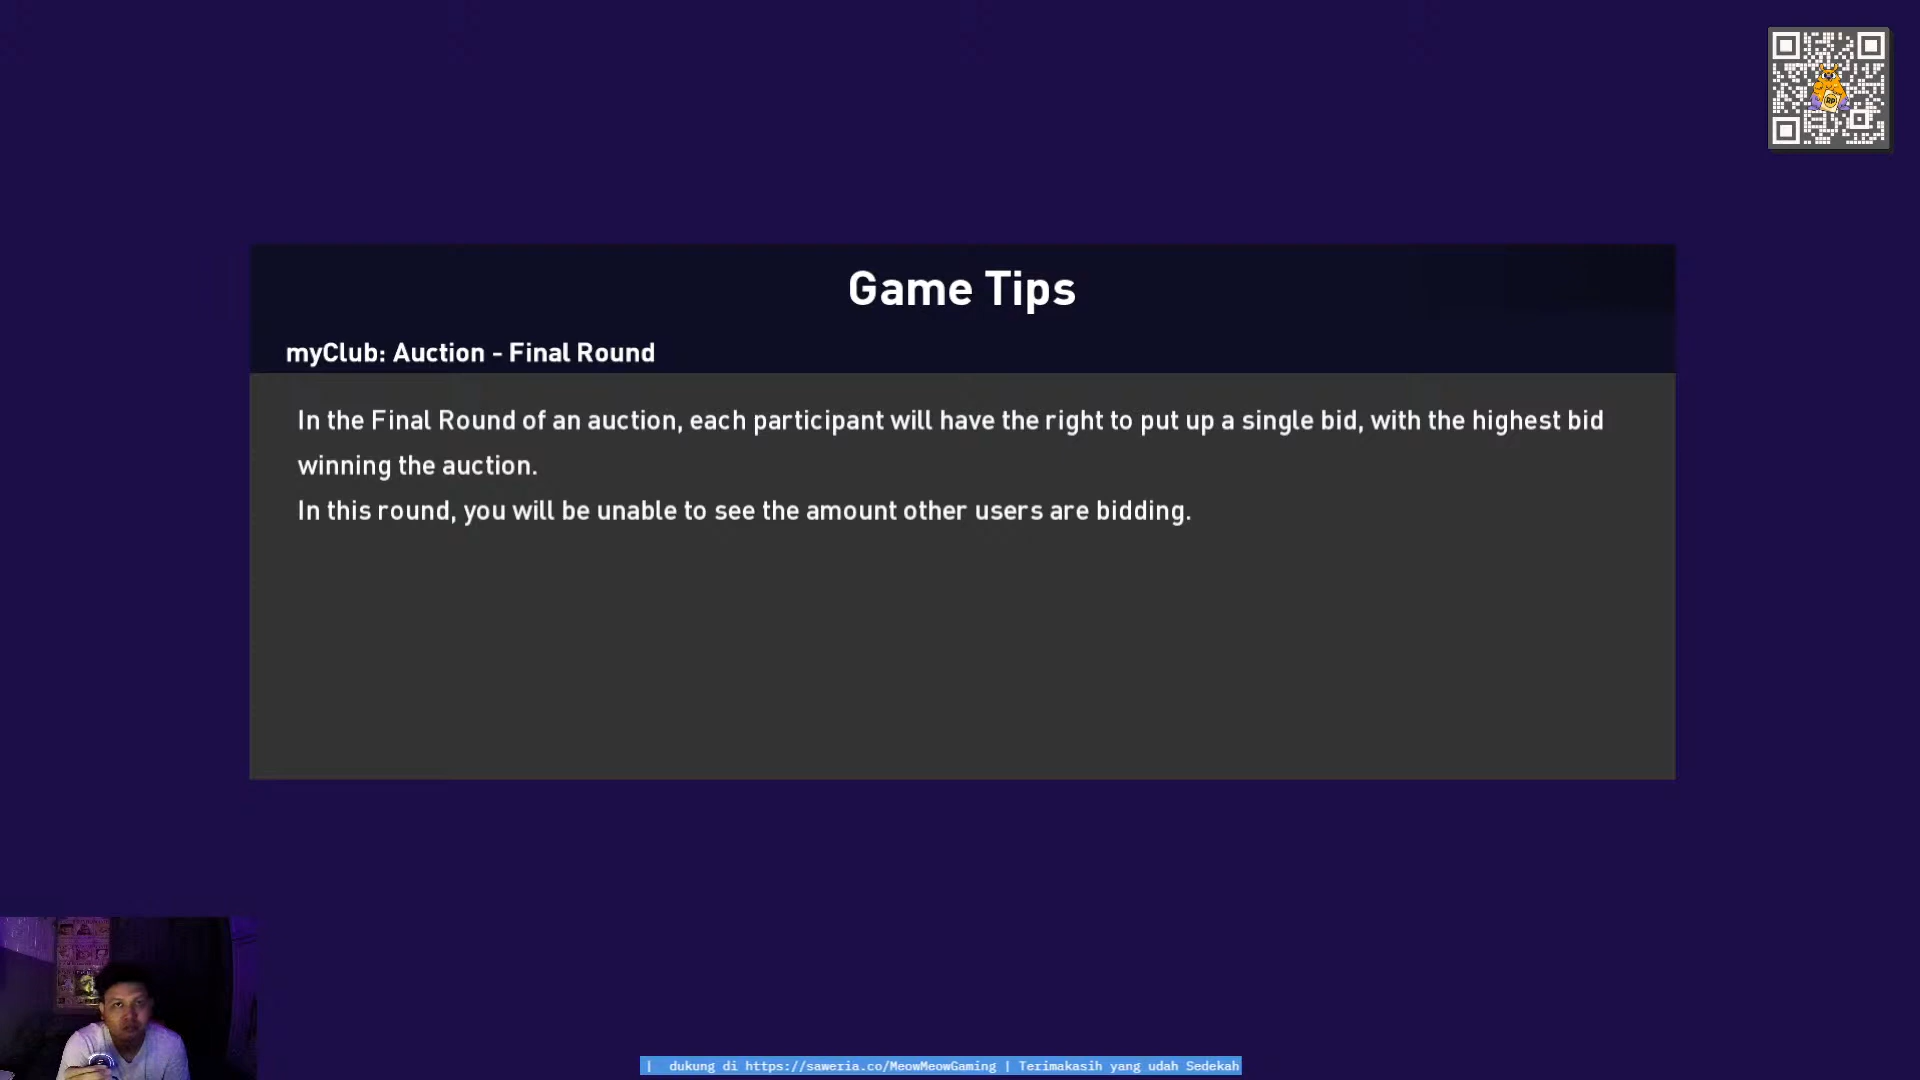 Game Tips
myClub: Auction - Final Round
In the Final Round of an auction, each participant will have the right to put up a single bid, with the highest bid
winning the auction.
In this round, you will be unable to see the amount other users are bidding.
| dukung di https://saweria.co/MeowMeowGaming | Terimakasih yang udah Sedekah